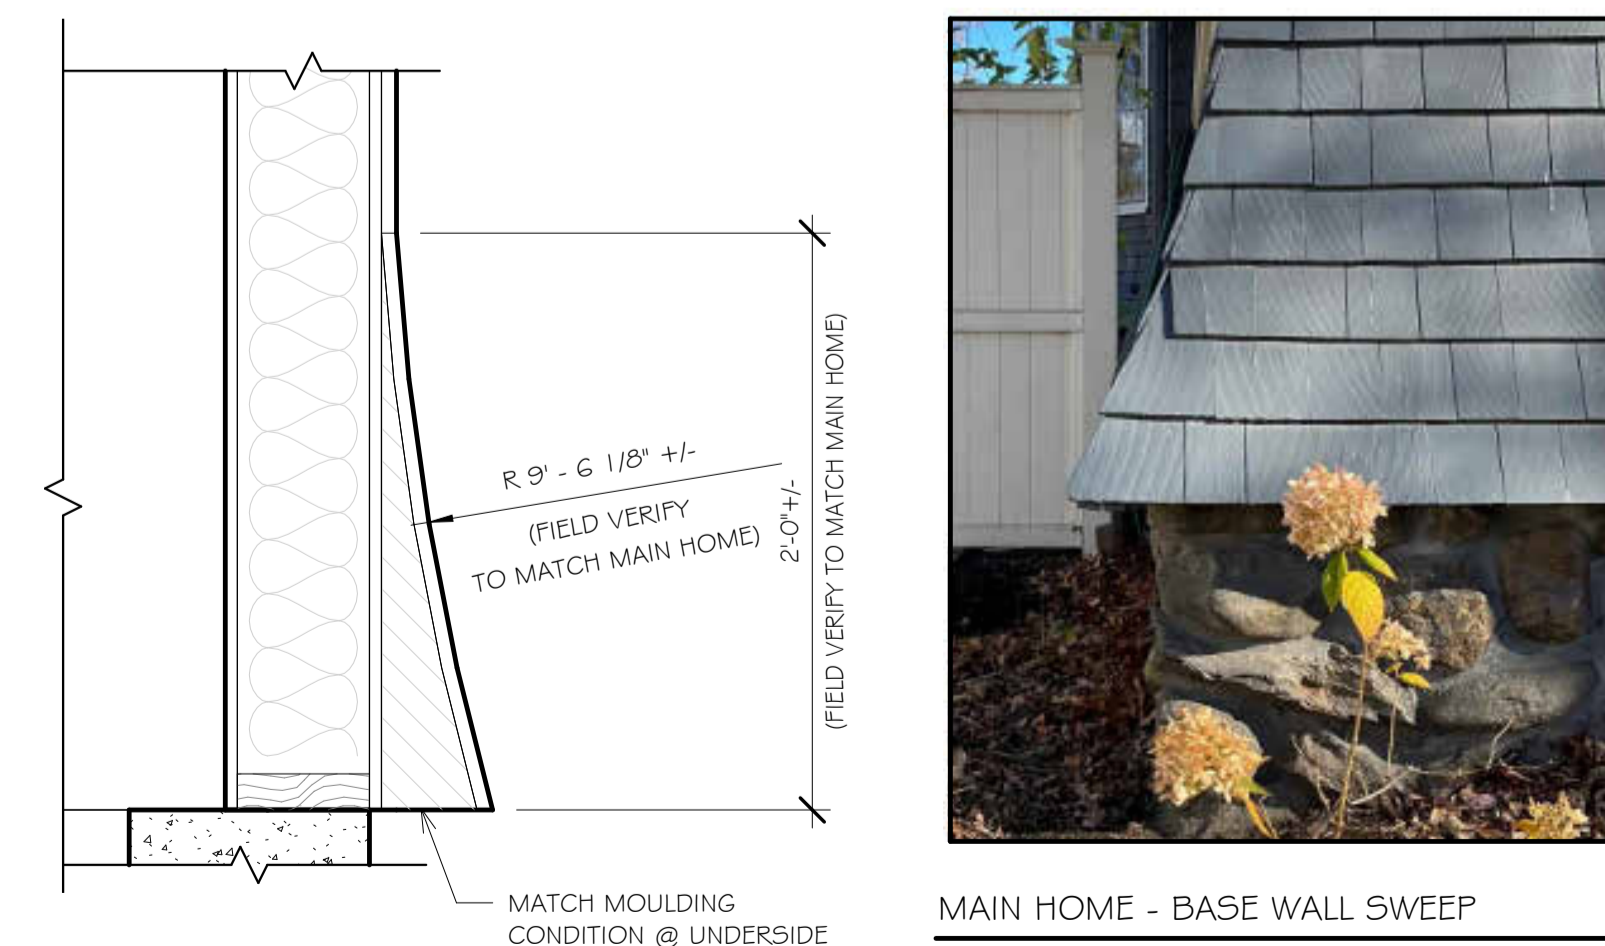 R 9' - 6 1/8" +/-
(FIELD VERIFY
TO MATCH MAIN HOME)
2'-0"+/-
(FIELD VERIFY TO MATCH MAIN HOME)
MATCH MOULDING
CONDITION @ UNDERSIDE
MAIN HOME - BASE WALL SWEEP